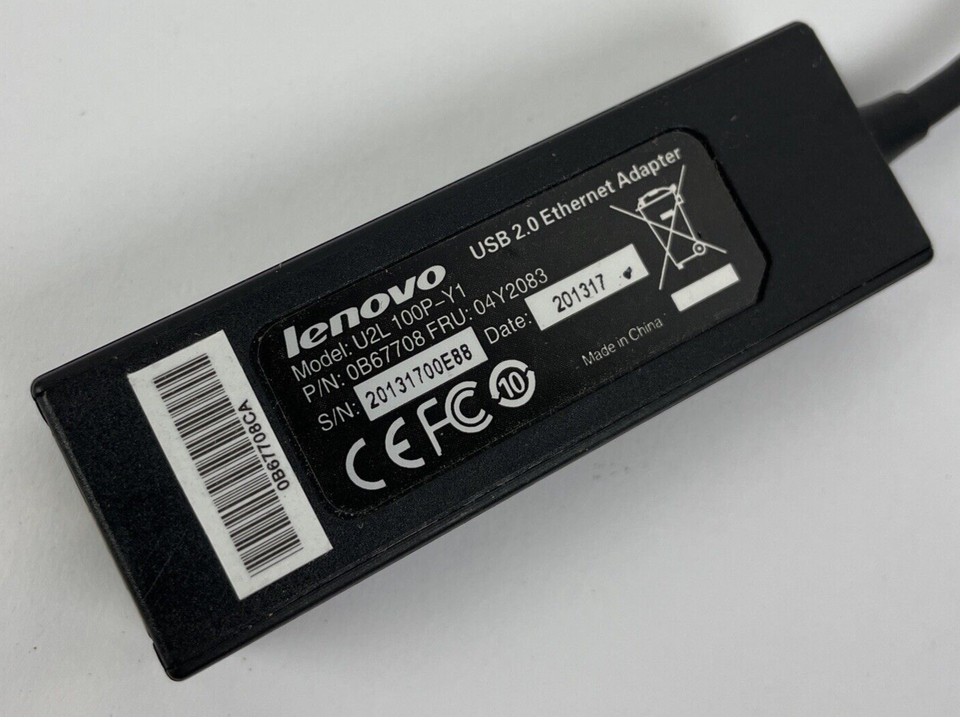 lenovo USB 2.0 Ethernet Adapter
Model: U2L 100P-Y1
P/N: 0B67708 FRU: 04Y2083
S/N: 20131700E88 Date: 201317
CE FC 10
Made in China
0B67708CA